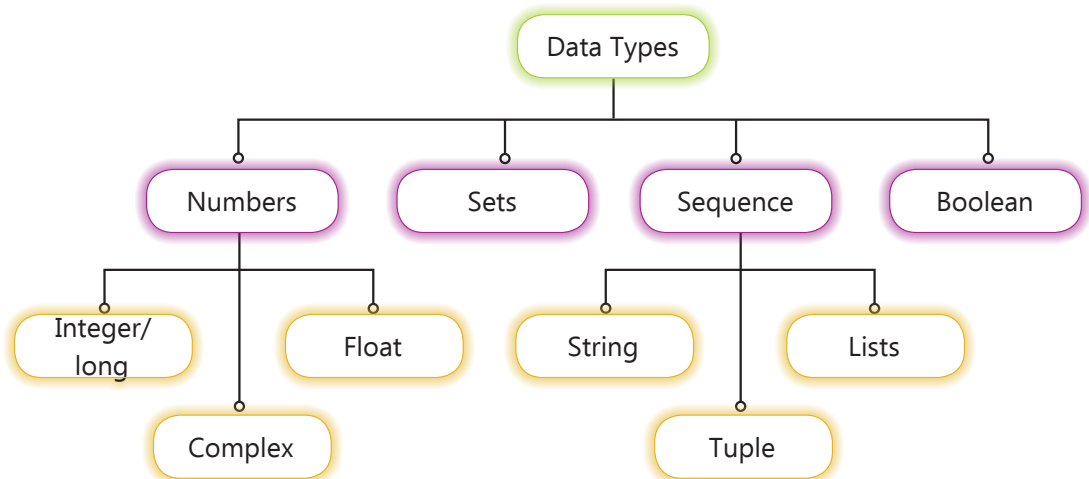 Data Types
Numbers
Sets
Sequence
Boolean
Integer/
long
Float
String
Lists
Complex
Tuple